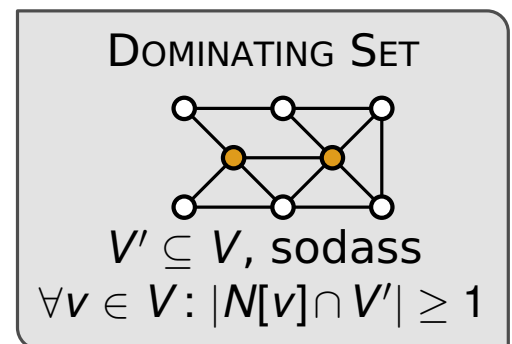 DOMINATING SET
V′ ⊆ V, sodass
∀v ∈ V: |N[v]∩V′| ≥ 1